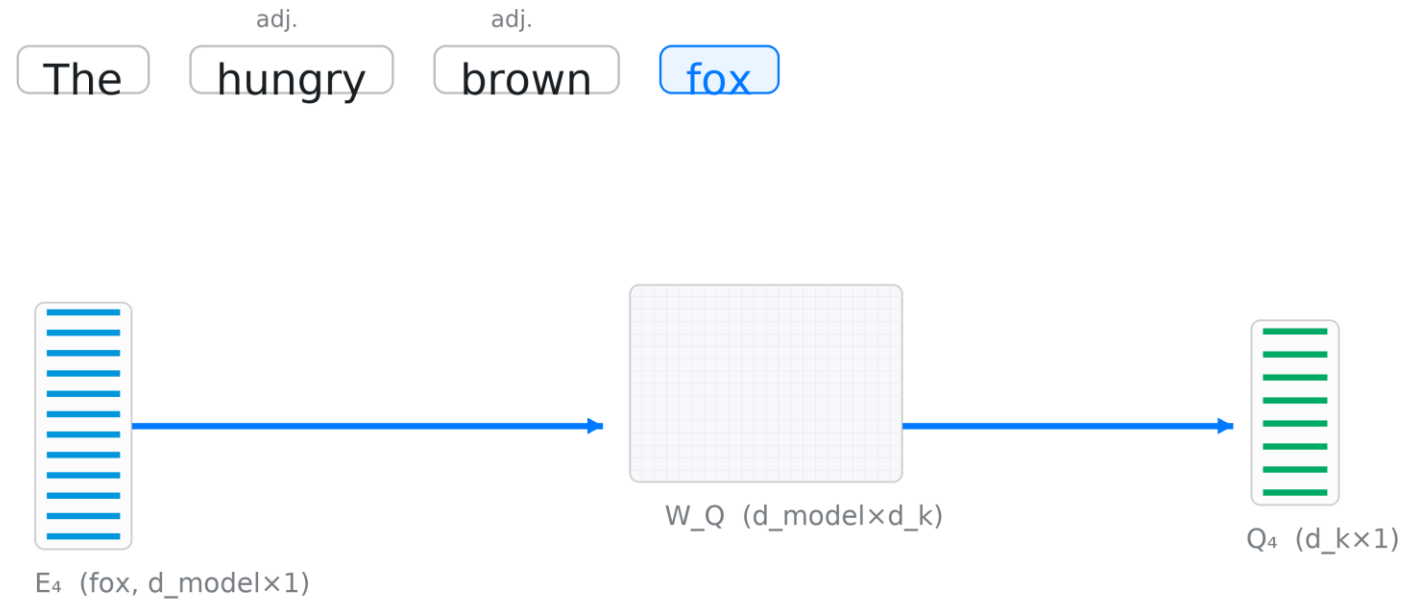 adj. adj.
The hungry brown fox
W_Q (d_model×d_k)
Q₄ (d_k×1)
E₄ (fox, d_model×1)